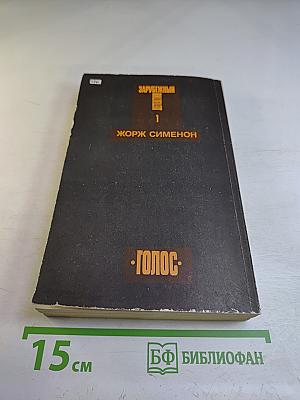 ЗАРУБЕЖНЫЙ
1
ЖОРЖ СИМЕНОН
·ГОЛОС·
15 см
БФ БИБЛИОФАН